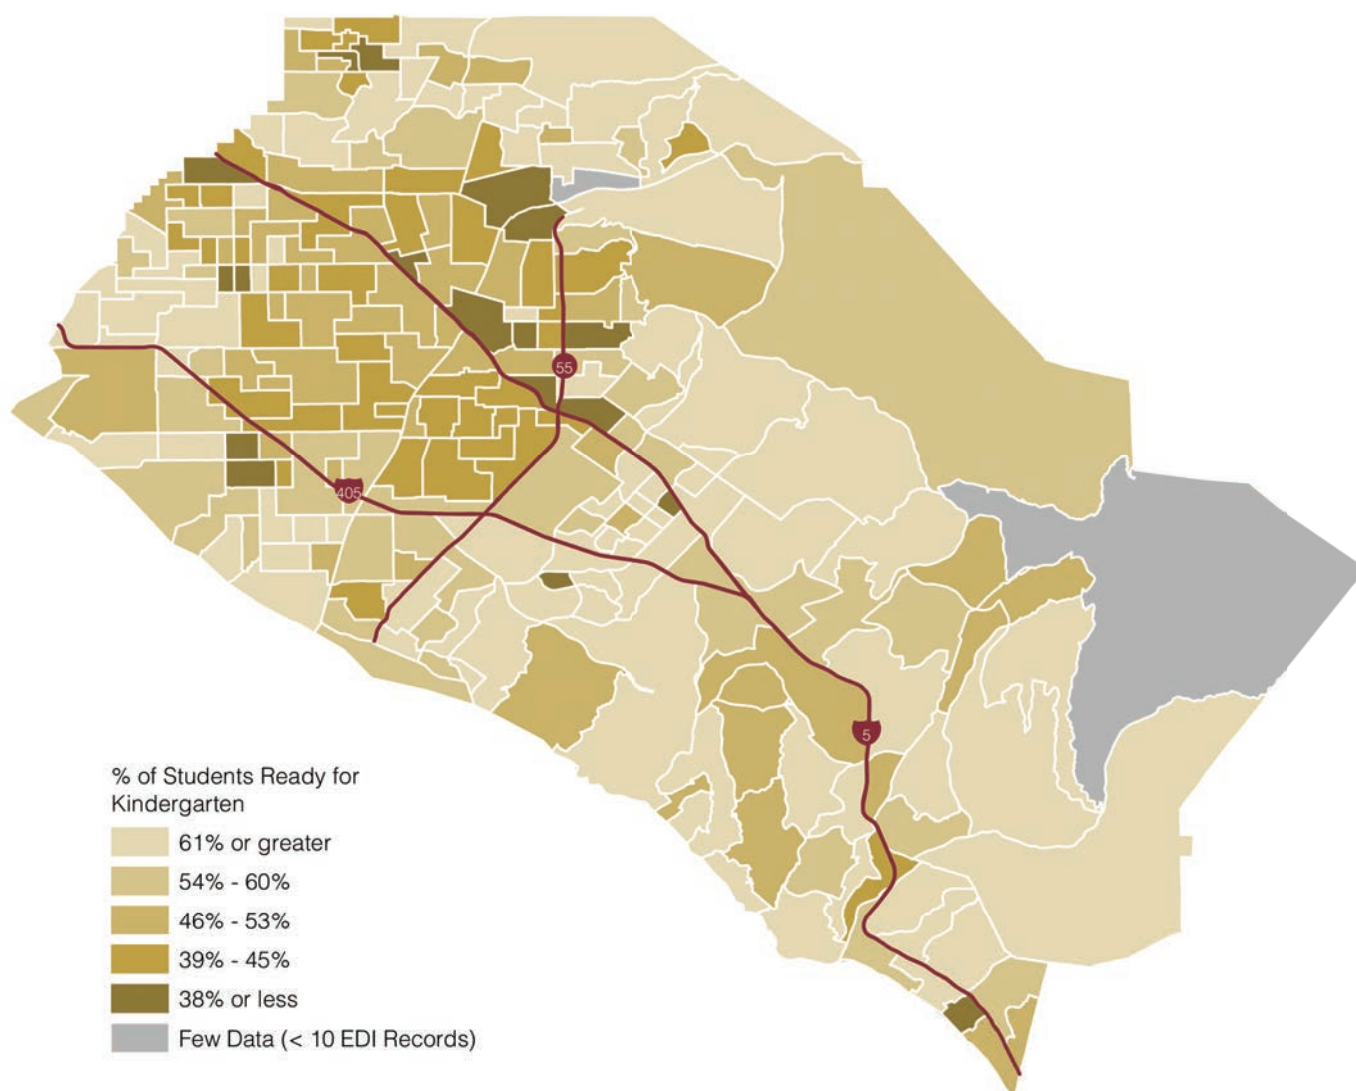 55
405
5
% of Students Ready for
Kindergarten
61% or greater
54% - 60%
46% - 53%
39% - 45%
38% or less
Few Data (< 10 EDI Records)